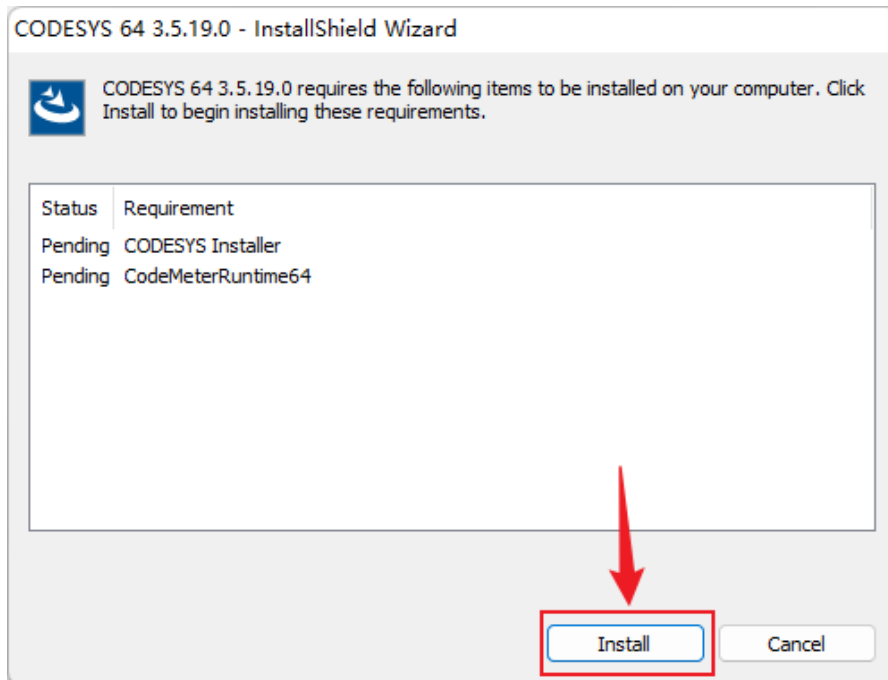 CODESYS 64 3.5.19.0 - InstallShield Wizard
CODESYS 64 3.5.19.0 requires the following items to be installed on your computer. Click
Install to begin installing these requirements.
Status Requirement
Pending CODESYS Installer
Pending CodeMeterRuntime64
Install Cancel